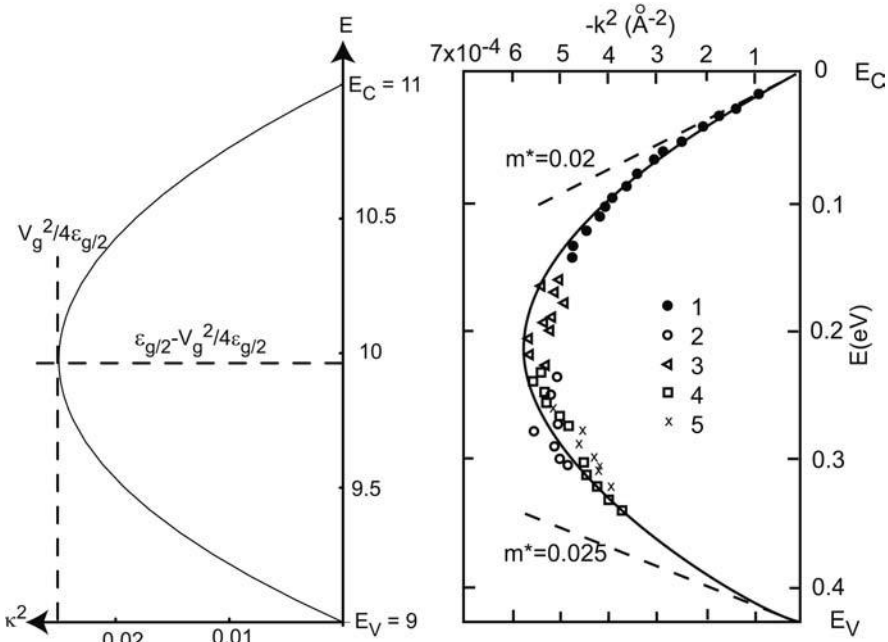 E
E_C = 11
10.5
V_g^2/4ε_g/2
ε_g/2-V_g^2/4ε_g/2
10
9.5
κ^2
0.02
0.01
E_V = 9
-k^2 (Å^-2)
7x10^-4
6
5
4
3
2
1
0
E_C
m*=0.02
0.1
1
2
3
4
5
0.2
E(eV)
0.3
m*=0.025
0.4
E_V